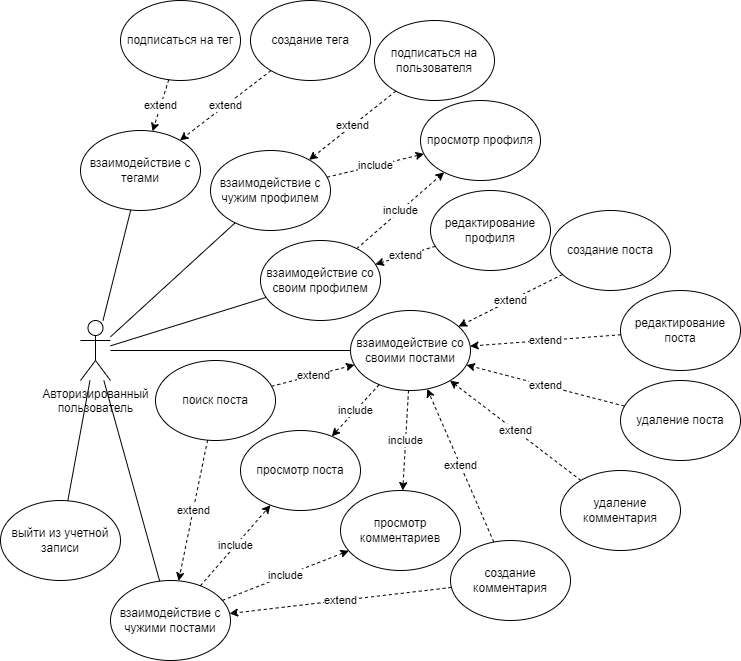 подписаться на тег
создание тега
подписаться на
пользователя
extend
extend
extend
взаимодействие с
тегами
просмотр профиля
взаимодействие с
чужим профилем
include
include
редактирование
профиля
extend
взаимодействие со
своим профилем
создание поста
extend
взаимодействие со
своими постами
extend
редактирование
поста
Авторизированный
пользователь
поиск поста
extend
extend
удаление поста
include
include
extend
extend
просмотр поста
extend
include
просмотр
комментариев
удаление
комментария
выйти из учетной
записи
include
extend
создание
комментария
взаимодействие с
чужими постами